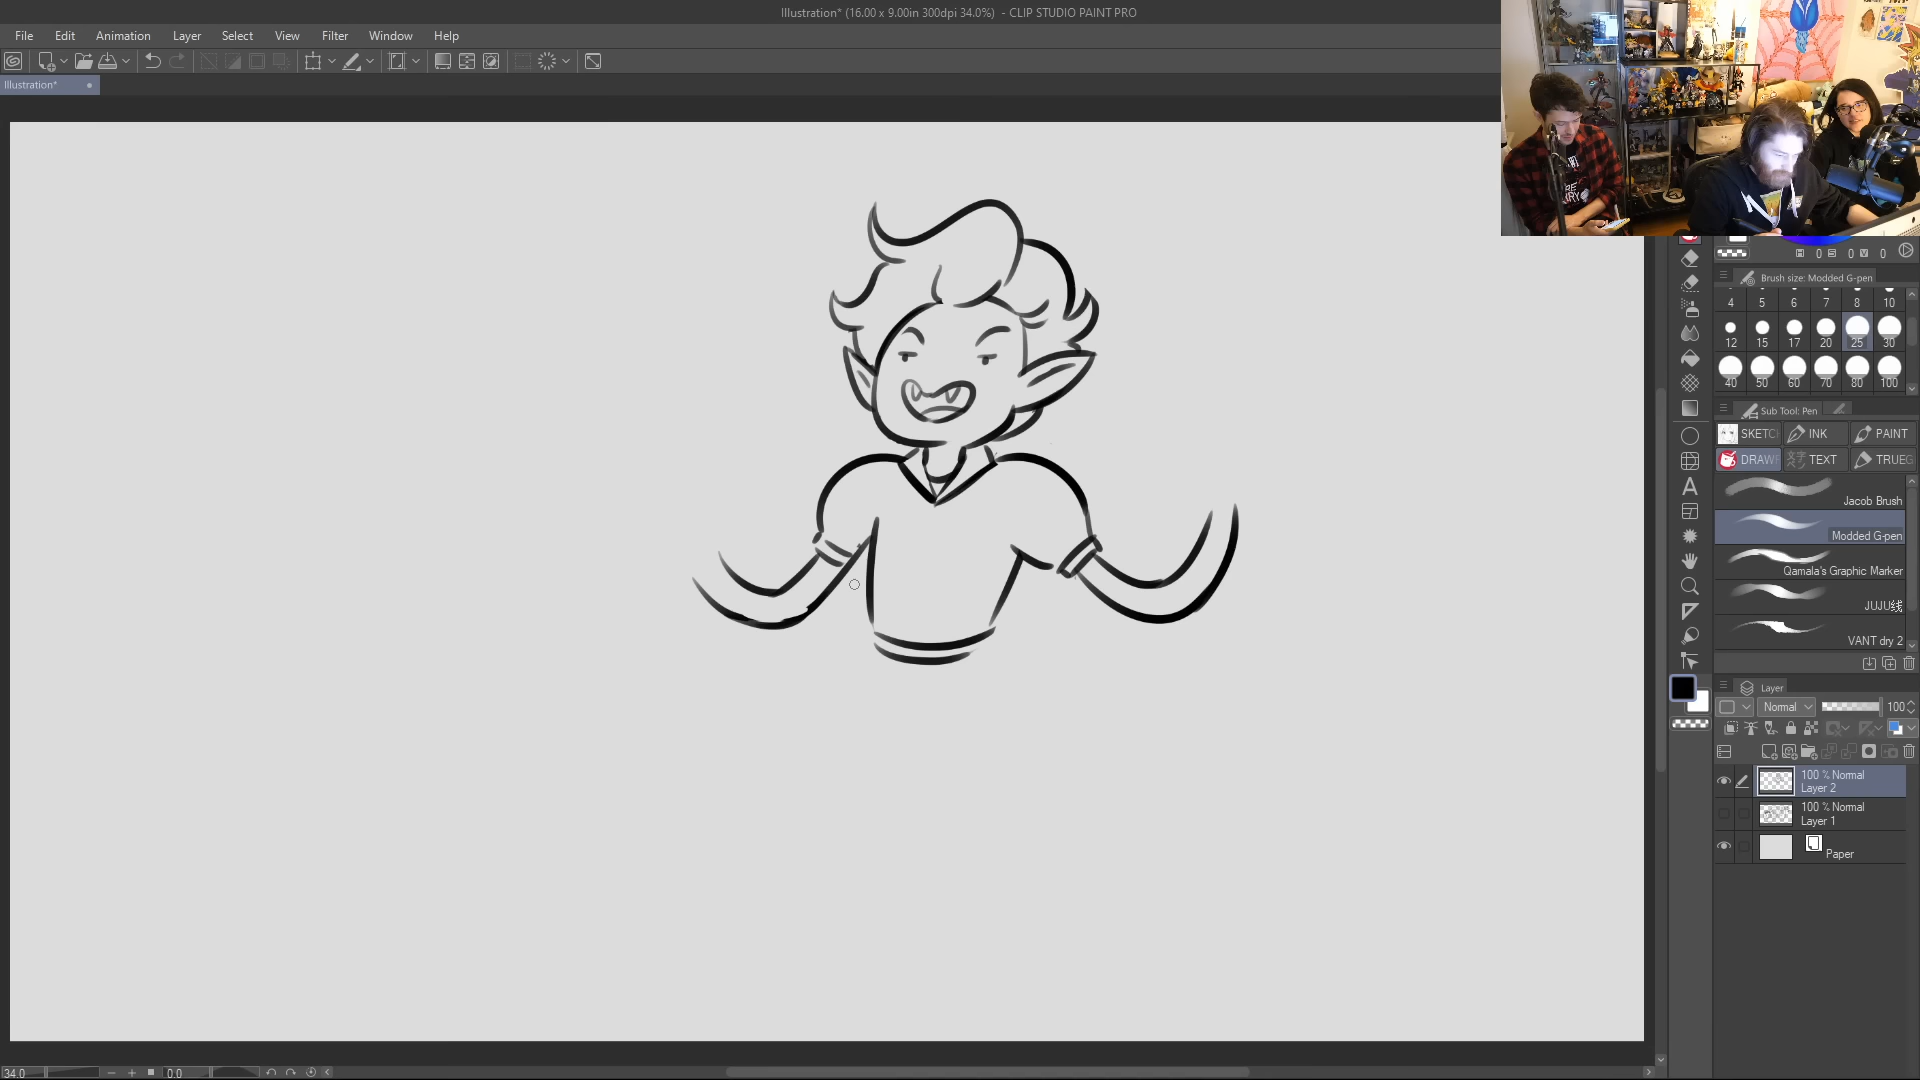 Illustration* (16.00 x 9.00in 300dpi 34.0%) - CLIP STUDIO PAINT PRO
File Edit Animation Layer Select View Filter Window Help
Illustration*
0 0 0
Brush size: Modded G-pen
4 5 6 7 8 10
12 15 17 20 25 30
40 50 60 70 80 100
Sub Tool: Pen
SKETC INK PAINT
DRAW TEXT TRUEG
Jacob Brush
Modded G-pen
Qamala's Graphic Marker
JUJU线
VANT dry 2
Layer
Normal 100
100 % Normal
Layer 2
100 % Normal
Layer 1
Paper
34.0 0.0